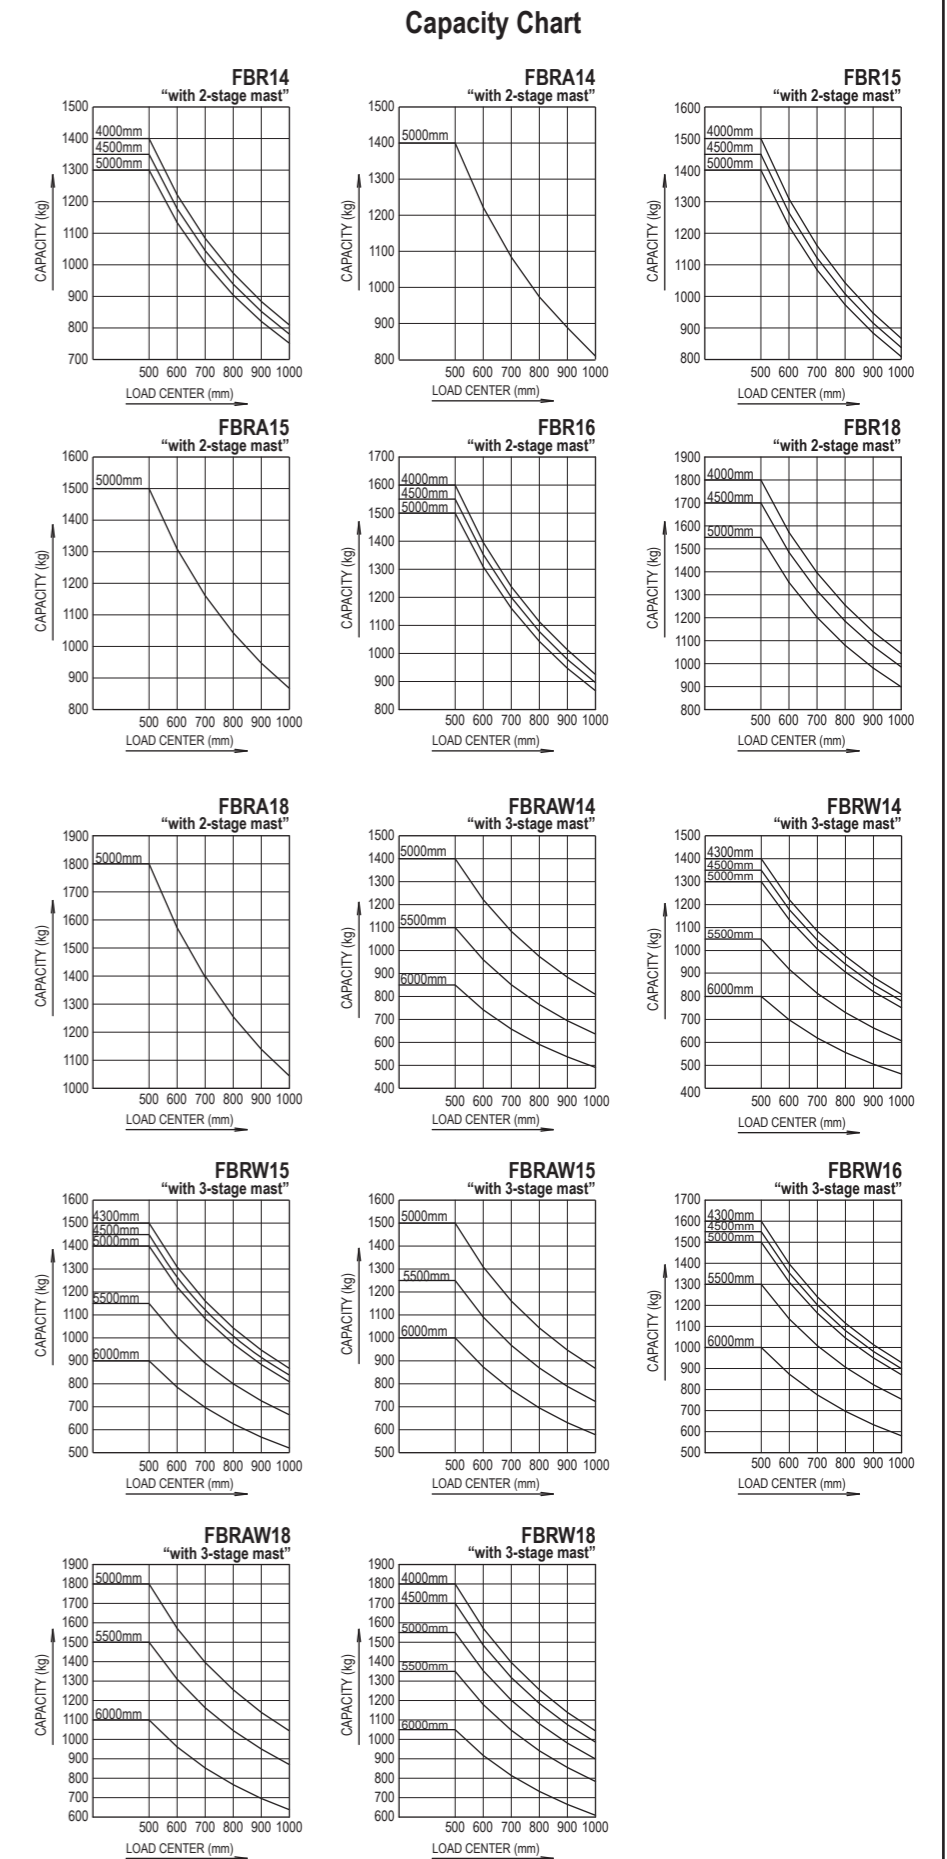 Capacity Chart
FBR14
“with 2-stage mast”
1500
1400
1300
1200
1100
1000
900
800
700
4000mm
4500mm
5000mm
CAPACITY (kg)
500 600 700 800 900 1000
LOAD CENTER (mm)
FBRA14
“with 2-stage mast”
1500
1400
1300
1200
1100
1000
900
800
5000mm
CAPACITY (kg)
500 600 700 800 900 1000
LOAD CENTER (mm)
FBR15
“with 2-stage mast”
1600
1500
1400
1300
1200
1100
1000
900
800
4000mm
4500mm
5000mm
CAPACITY (kg)
500 600 700 800 900 1000
LOAD CENTER (mm)
FBRA15
“with 2-stage mast”
1600
1500
1400
1300
1200
1100
1000
900
800
5000mm
CAPACITY (kg)
500 600 700 800 900 1000
LOAD CENTER (mm)
FBR16
“with 2-stage mast”
1700
1600
1500
1400
1300
1200
1100
1000
900
800
4000mm
4500mm
5000mm
CAPACITY (kg)
500 600 700 800 900 1000
LOAD CENTER (mm)
FBR18
“with 2-stage mast”
1900
1800
1700
1600
1500
1400
1300
1200
1100
1000
900
800
4000mm
4500mm
5000mm
CAPACITY (kg)
500 600 700 800 900 1000
LOAD CENTER (mm)
FBRA18
“with 2-stage mast”
1900
1800
1700
1600
1500
1400
1300
1200
1100
1000
5000mm
CAPACITY (kg)
500 600 700 800 900 1000
LOAD CENTER (mm)
FBRAW14
“with 3-stage mast”
1500
1400
1300
1200
1100
1000
900
800
700
600
500
400
5000mm
5500mm
6000mm
CAPACITY (kg)
500 600 700 800 900 1000
LOAD CENTER (mm)
FBRW14
“with 3-stage mast”
1500
1400
1300
1200
1100
1000
900
800
700
600
500
400
4300mm
4500mm
5000mm
5500mm
6000mm
CAPACITY (kg)
500 600 700 800 900 1000
LOAD CENTER (mm)
FBRW15
“with 3-stage mast”
1600
1500
1400
1300
1200
1100
1000
900
800
700
600
500
4300mm
4500mm
5000mm
5500mm
6000mm
CAPACITY (kg)
500 600 700 800 900 1000
LOAD CENTER (mm)
FBRAW15
“with 3-stage mast”
1600
1500
1400
1300
1200
1100
1000
900
800
700
600
500
5000mm
5500mm
6000mm
CAPACITY (kg)
500 600 700 800 900 1000
LOAD CENTER (mm)
FBRW16
“with 3-stage mast”
1700
1600
1500
1400
1300
1200
1100
1000
900
800
700
600
500
4300mm
4500mm
5000mm
5500mm
6000mm
CAPACITY (kg)
500 600 700 800 900 1000
LOAD CENTER (mm)
FBRAW18
“with 3-stage mast”
1900
1800
1700
1600
1500
1400
1300
1200
1100
1000
900
800
700
600
5000mm
5500mm
6000mm
CAPACITY (kg)
500 600 700 800 900 1000
LOAD CENTER (mm)
FBRW18
“with 3-stage mast”
1900
1800
1700
1600
1500
1400
1300
1200
1100
1000
900
800
700
600
4000mm
4500mm
5000mm
5500mm
6000mm
CAPACITY (kg)
500 600 700 800 900 1000
LOAD CENTER (mm)